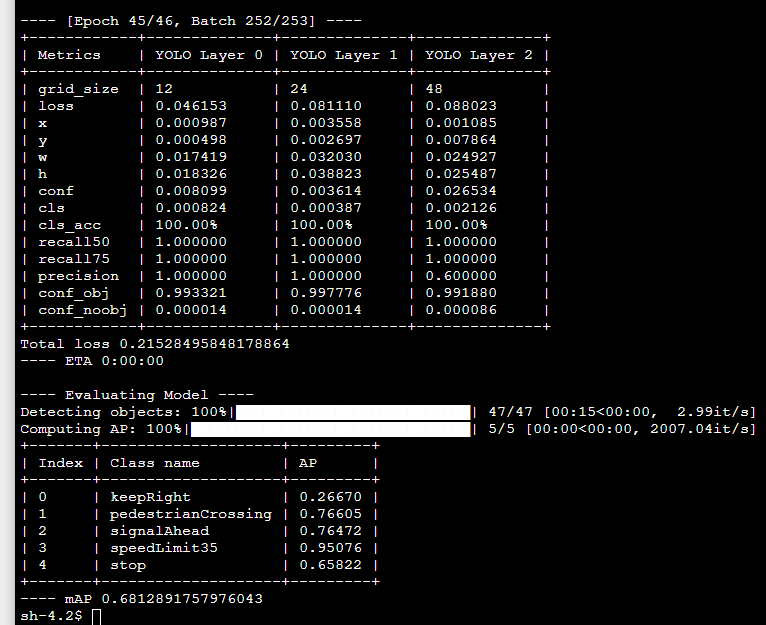 ---- [Epoch 45/46, Batch 252/253] ----
+------------+--------------+--------------+--------------+
| Metrics    | YOLO Layer 0 | YOLO Layer 1 | YOLO Layer 2 |
+------------+--------------+--------------+--------------+
| grid_size  | 12           | 24           | 48           |
| loss       | 0.046153     | 0.081110     | 0.088023     |
| x          | 0.000987     | 0.003558     | 0.001085     |
| y          | 0.000498     | 0.002697     | 0.007864     |
| w          | 0.017419     | 0.032030     | 0.024927     |
| h          | 0.018326     | 0.038823     | 0.025487     |
| conf       | 0.008099     | 0.003614     | 0.026534     |
| cls        | 0.000824     | 0.000387     | 0.002126     |
| cls_acc    | 100.00%      | 100.00%      | 100.00%      |
| recall50   | 1.000000     | 1.000000     | 1.000000     |
| recall75   | 1.000000     | 1.000000     | 1.000000     |
| precision  | 1.000000     | 1.000000     | 0.600000     |
| conf_obj   | 0.993321     | 0.997776     | 0.991880     |
| conf_noobj | 0.000014     | 0.000014     | 0.000086     |
+------------+--------------+--------------+--------------+
Total loss 0.21528495848178864
---- ETA 0:00:00
---- Evaluating Model ----
Detecting objects: 100%|██████████████████████████| 47/47 [00:15<00:00,  2.99it/s]
Computing AP: 100%|███████████████████████████████| 5/5 [00:00<00:00, 2007.04it/s]
+-------+--------------------+---------+
| Index | Class name         | AP      |
+-------+--------------------+---------+
| 0     | keepRight          | 0.26670 |
| 1     | pedestrianCrossing | 0.76605 |
| 2     | signalAhead        | 0.76472 |
| 3     | speedLimit35       | 0.95076 |
| 4     | stop               | 0.65822 |
+-------+--------------------+---------+
---- mAP 0.6812891757976043
sh-4.2$